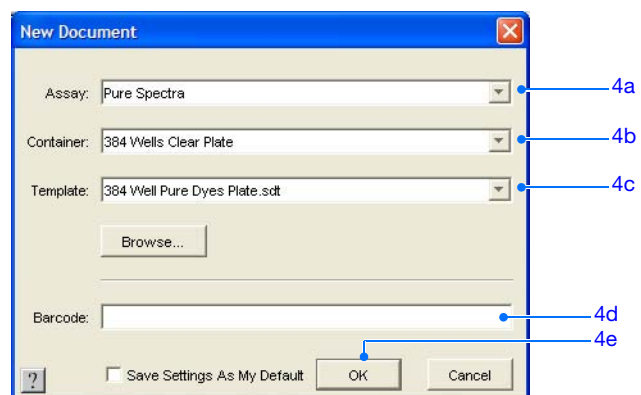 New Document
Assay: Pure Spectra 4a
Container: 384 Wells Clear Plate 4b
Template: 384 Well Pure Dyes Plate.sdt 4c
Browse...
Barcode: 4d
4e
? Save Settings As My Default OK Cancel